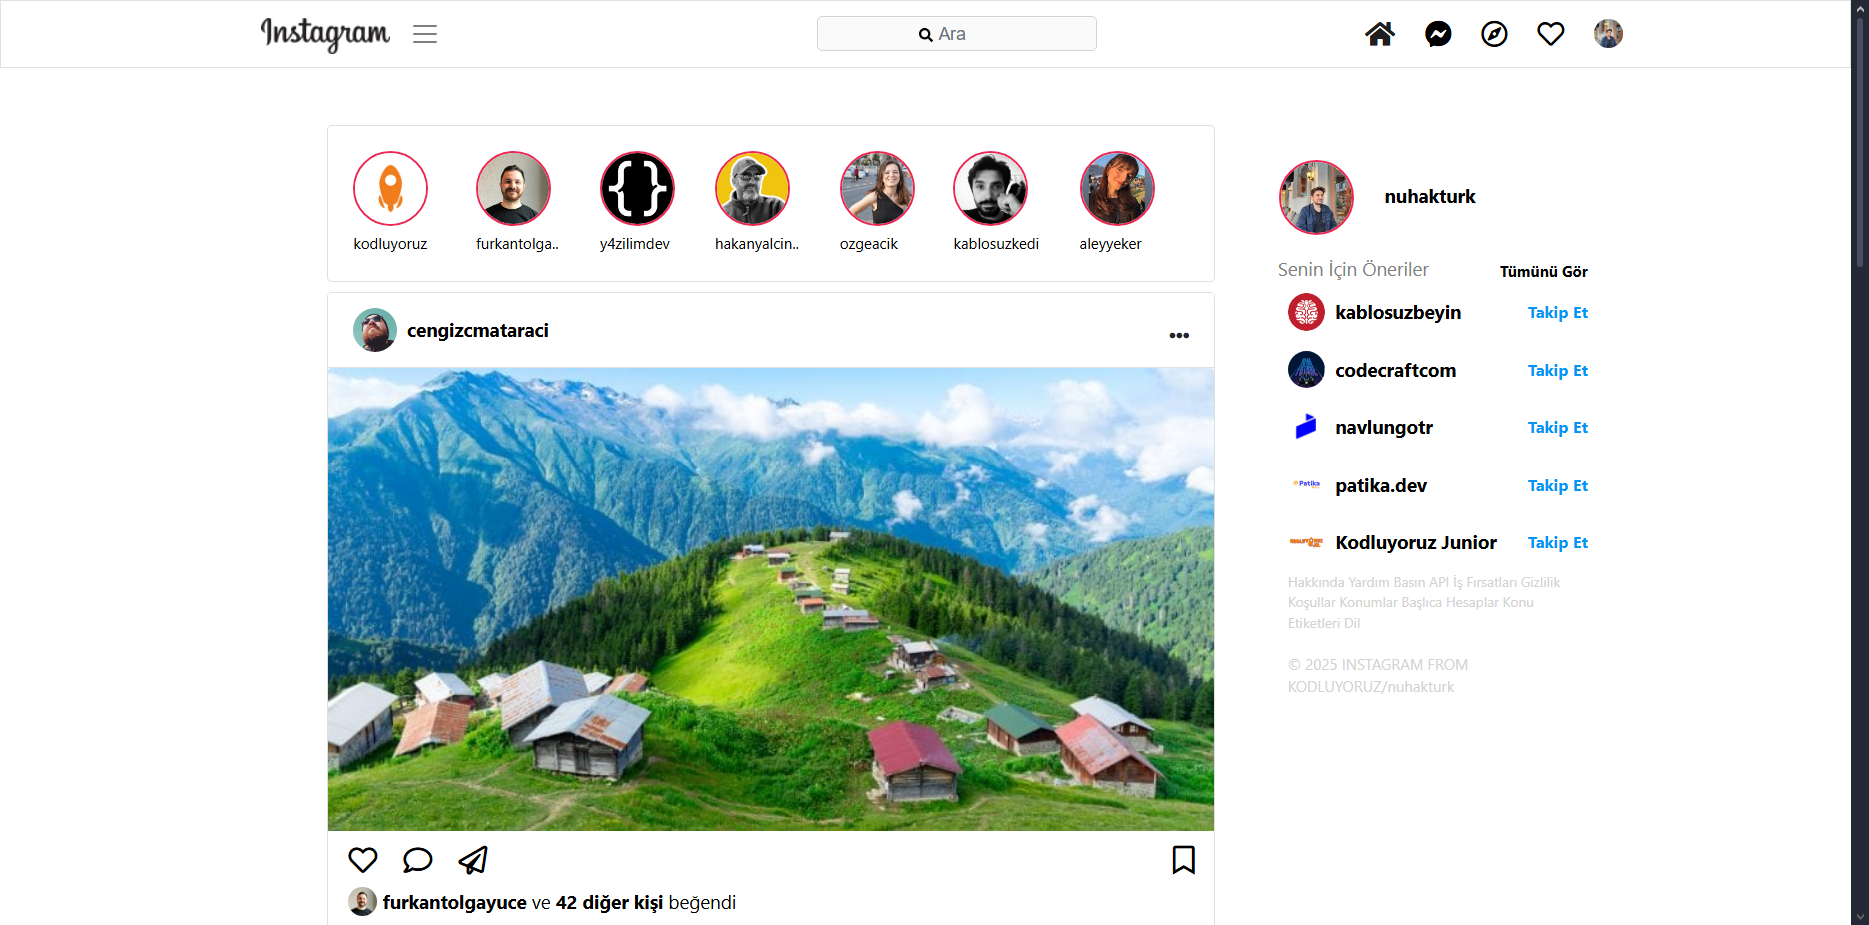 Instagram
Ara
kodluyoruz
furkantolga..
y4zilimdev
hakanyalcin..
ozgeacik
kablosuzkedi
aleyyeker
nuhakturk
Senin İçin Öneriler
Tümünü Gör
kablosuzbeyin
Takip Et
codecraftcom
Takip Et
navlungotr
Takip Et
Patika
patika.dev
Takip Et
Kodluyoruz Junior
Takip Et
Hakkında Yardım Basın API İş Fırsatları Gizlilik
Koşullar Konumlar Başlıca Hesaplar Konu
Etiketleri Dil
© 2025 INSTAGRAM FROM
KODLUYORUZ/nuhakturk
cengizcmataraci
furkantolgayuce ve 42 diğer kişi beğendi